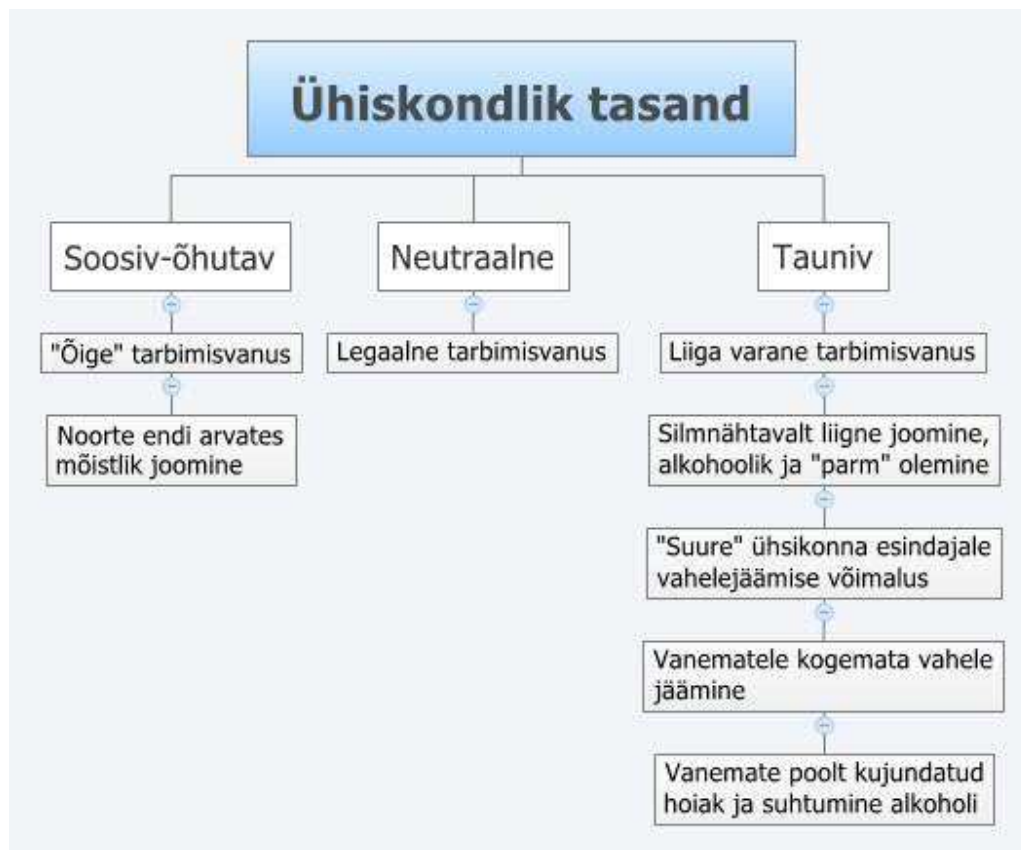 Ühiskondlik tasand
Soosiv-õhutav
"Õige" tarbimisvanus
Noorte endi arvates
mõistlik joomine
Neutraalne
Legaalne tarbimisvanus
Tauniv
Liiga varane tarbimisvanus
Silmnähtavalt liigne joomine,
alkohoolik ja "parm" olemine
"Suure" ühsikonna esindajale
vahelejäämise võimalus
Vanematele kogemata vahele
jäämine
Vanemate poolt kujundatud
hoiak ja suhtumine alkoholi